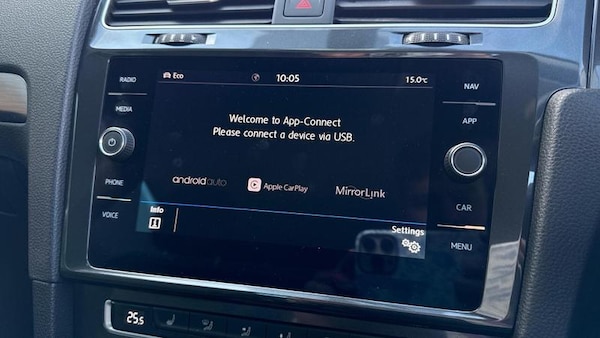 RADIO
MEDIA
PHONE
VOICE
Eco
10:05
15.0°C
Welcome to App-Connect
Please connect a device via USB.
androidauto
Apple CarPlay
MirrorLink
Info
Settings
NAV
APP
CAR
MENU
25.5